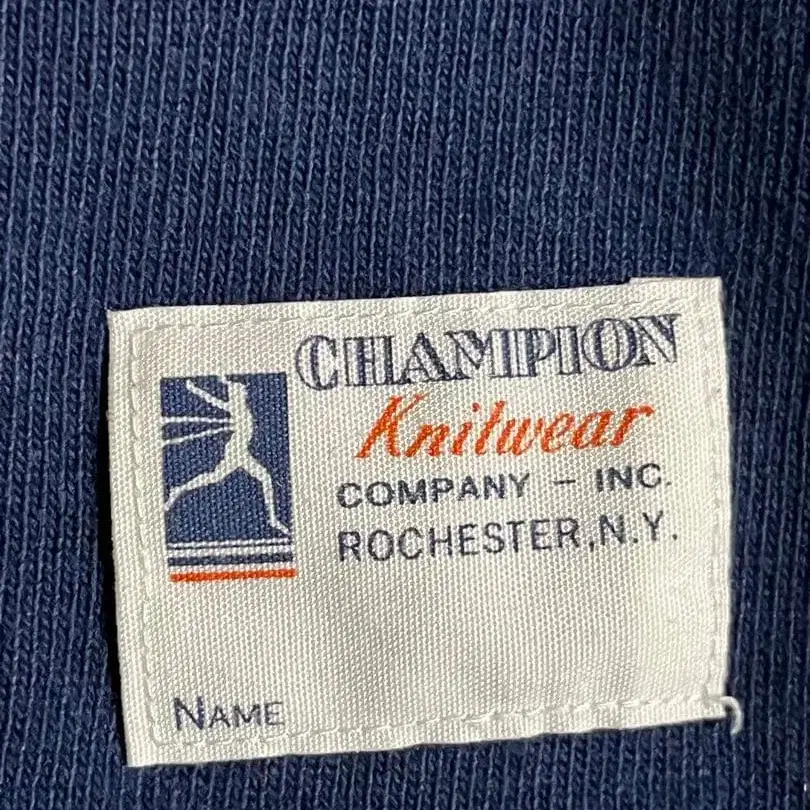 CHAMPION
Knitwear
COMPANY – INC.
ROCHESTER, N.Y.
NAME